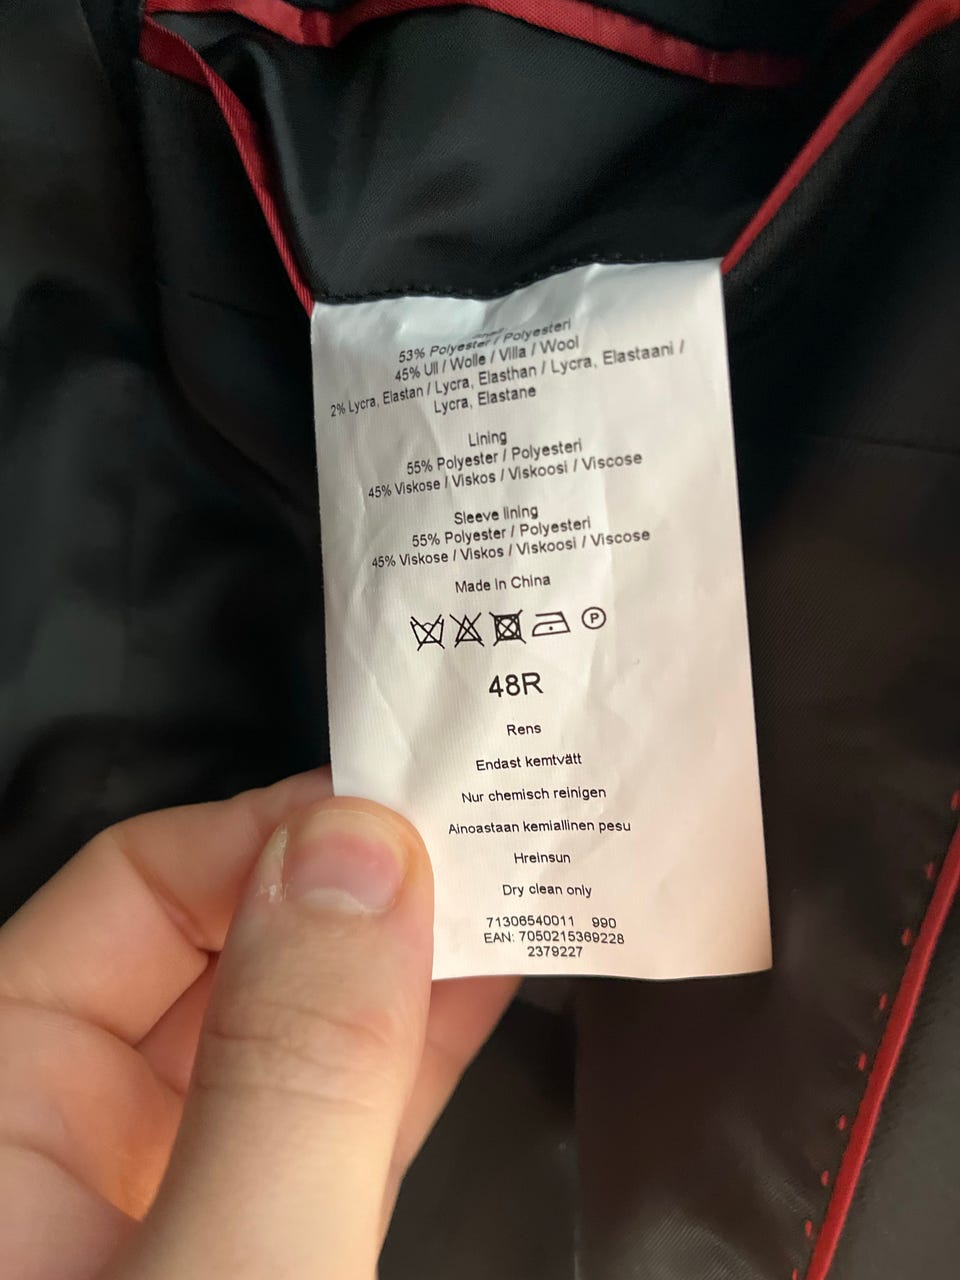 53% Polyester / Polyesteri
45% Ull / Wolle / Villa / Wool
2% Lycra, Elastan / Lycra, Elasthan / Lycra, Elastaani /
Lycra, Elastane
Lining
55% Polyester / Polyesteri
45% Viskose / Viskos / Viskoosi / Viscose
Sleeve lining
55% Polyester / Polyesteri
45% Viskose / Viskos / Viskoosi / Viscose
Made in China
P
48R
Rens
Endast kemtvätt
Nur chemisch reinigen
Ainoastaan kemiallinen pesu
Hreinsun
Dry clean only
71306540011 990
EAN: 7050215369228
2379227